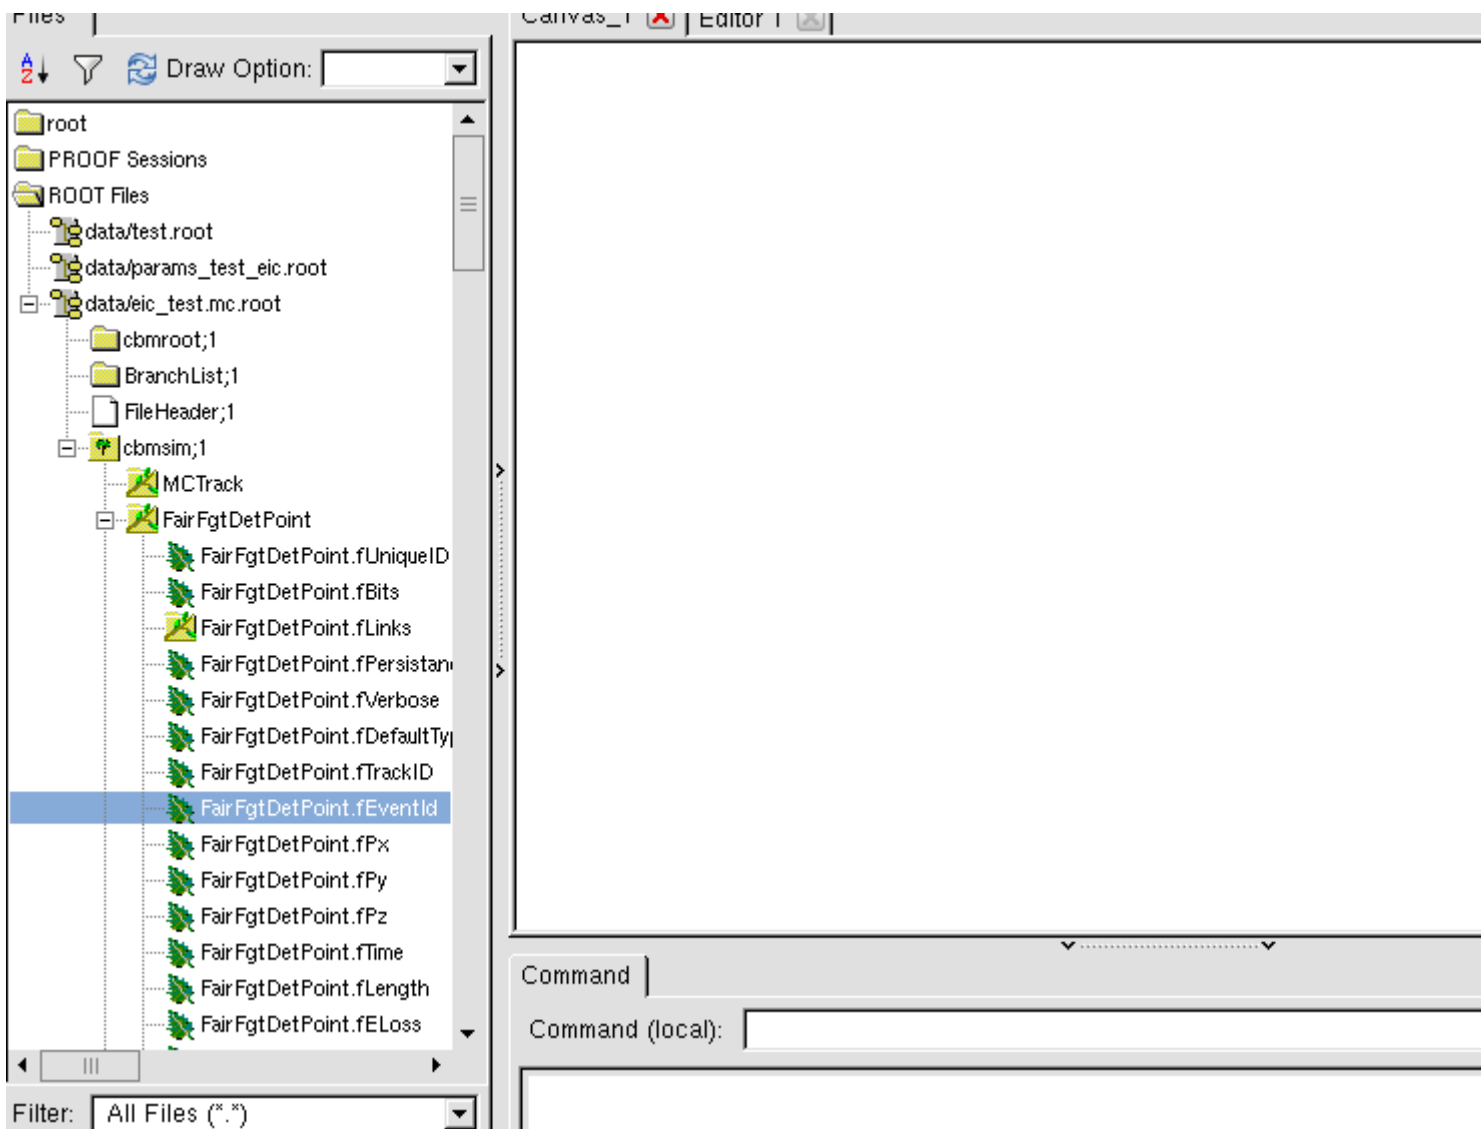 Files
Canvas_1
Editor 1
Draw Option:
root
PROOF Sessions
ROOT Files
data/test.root
data/params_test_eic.root
data/eic_test.mc.root
cbmroot;1
BranchList;1
FileHeader;1
cbmsim;1
MCTrack
FairFgtDetPoint
FairFgtDetPoint.fUniqueID
FairFgtDetPoint.fBits
FairFgtDetPoint.fLinks
FairFgtDetPoint.fPersistan
FairFgtDetPoint.fVerbose
FairFgtDetPoint.fDefaultTy
FairFgtDetPoint.fTrackID
FairFgtDetPoint.fEventId
FairFgtDetPoint.fPx
FairFgtDetPoint.fPy
FairFgtDetPoint.fPz
FairFgtDetPoint.fTime
FairFgtDetPoint.fLength
FairFgtDetPoint.fELoss
Command
Command (local):
Filter:
All Files (*.*)